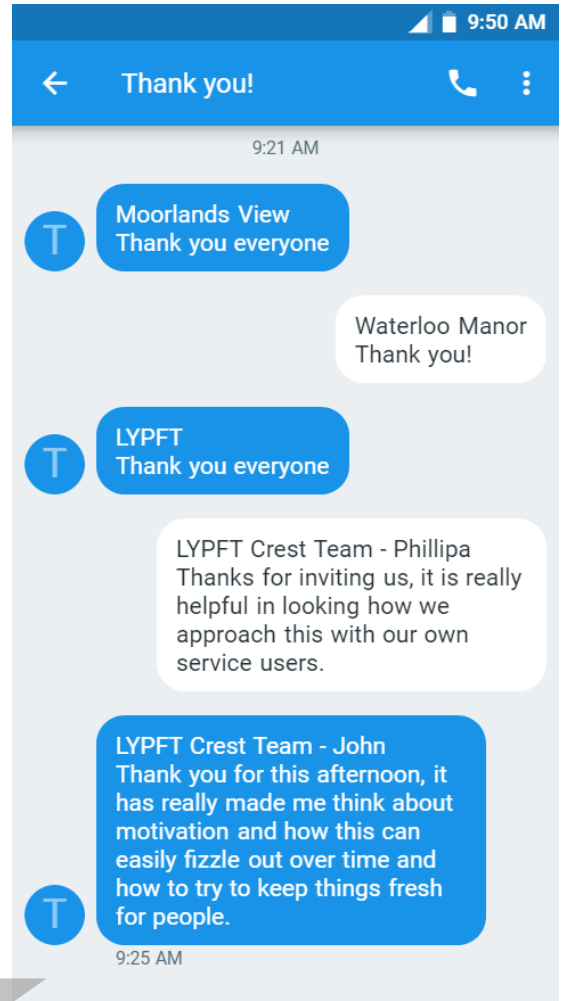 9:50 AM
Thank you!
9:21 AM
Moorlands View
Thank you everyone
T
Waterloo Manor
Thank you!
LYPFT
Thank you everyone
T
LYPFT Crest Team - Phillipa
Thanks for inviting us, it is really
helpful in looking how we
approach this with our own
service users.
LYPFT Crest Team - John
Thank you for this afternoon, it
has really made me think about
motivation and how this can
easily fizzle out over time and
how to try to keep things fresh
for people.
T
9:25 AM